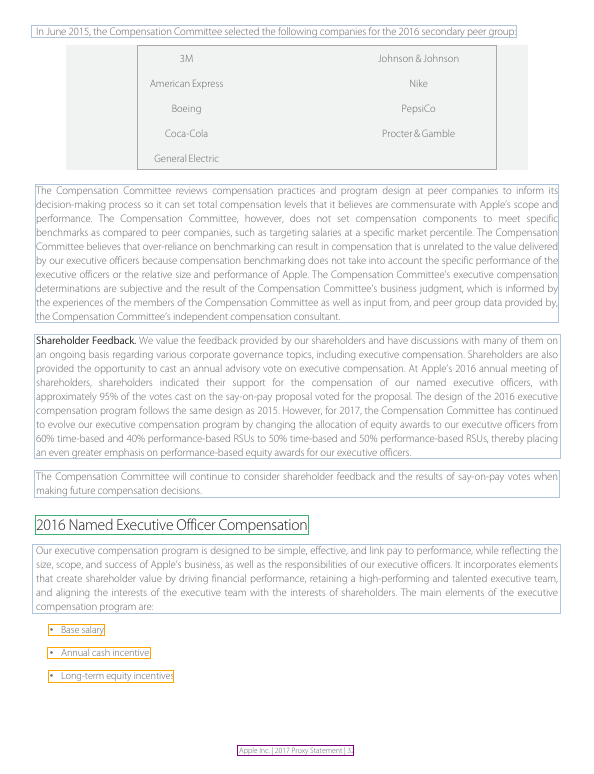 In June 2015, the Compensation Committee selected the following companies for the 2016 secondary peer group:
3M Johnson & Johnson
American Express Nike
Boeing PepsiCo
Coca-Cola Procter & Gamble
General Electric
The Compensation Committee reviews compensation practices and program design at peer companies to inform its
decision-making process so it can set total compensation levels that it believes are commensurate with Apple's scope and
performance. The Compensation Committee, however, does not set compensation components to meet specific
benchmarks as compared to peer companies, such as targeting salaries at a specific market percentile. The Compensation
Committee believes that over-reliance on benchmarking can result in compensation that is unrelated to the value delivered
by our executive officers because compensation benchmarking does not take into account the specific performance of the
executive officers or the relative size and performance of Apple. The Compensation Committee's executive compensation
determinations are subjective and the result of the Compensation Committee's business judgment, which is informed by
the experiences of the members of the Compensation Committee as well as input from, and peer group data provided by,
the Compensation Committee's independent compensation consultant.
Shareholder Feedback. We value the feedback provided by our shareholders and have discussions with many of them on
an ongoing basis regarding various corporate governance topics, including executive compensation. Shareholders are also
provided the opportunity to cast an annual advisory vote on executive compensation. At Apple's 2016 annual meeting of
shareholders, shareholders indicated their support for the compensation of our named executive officers, with
approximately 95% of the votes cast on the say-on-pay proposal voted for the proposal. The design of the 2016 executive
compensation program follows the same design as 2015. However, for 2017, the Compensation Committee has continued
to evolve our executive compensation program by changing the allocation of equity awards to our executive officers from
60% time-based and 40% performance-based RSUs to 50% time-based and 50% performance-based RSUs, thereby placing
an even greater emphasis on performance-based equity awards for our executive officers.
The Compensation Committee will continue to consider shareholder feedback and the results of say-on-pay votes when
making future compensation decisions.
2016 Named Executive Officer Compensation
Our executive compensation program is designed to be simple, effective, and link pay to performance, while reflecting the
size, scope, and success of Apple's business, as well as the responsibilities of our executive officers. It incorporates elements
that create shareholder value by driving financial performance, retaining a high-performing and talented executive team,
and aligning the interests of the executive team with the interests of shareholders. The main elements of the executive
compensation program are:
• Base salary
• Annual cash incentive
• Long-term equity incentives
Apple Inc. | 2017 Proxy Statement |